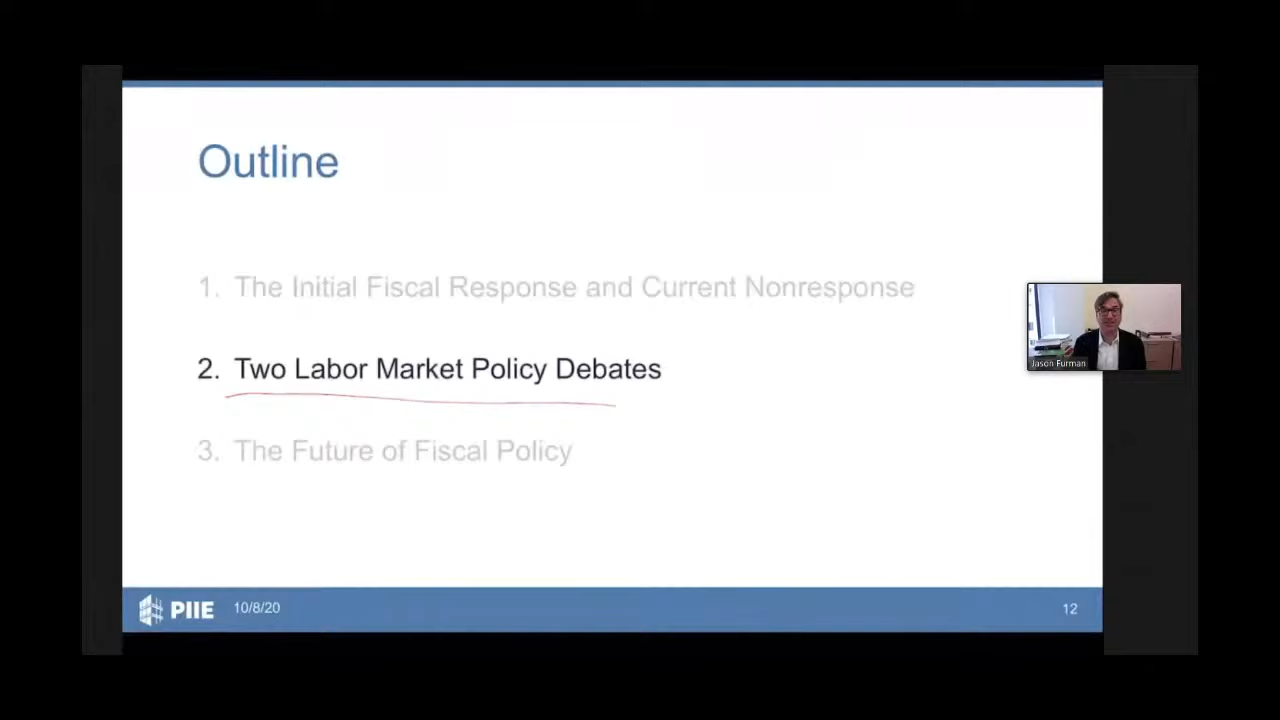 Outline
1. The Initial Fiscal Response and Current Nonresponse
2. Two Labor Market Policy Debates
Jason Furman
3. The Future of Fiscal Policy
PIIE 10/8/20 12